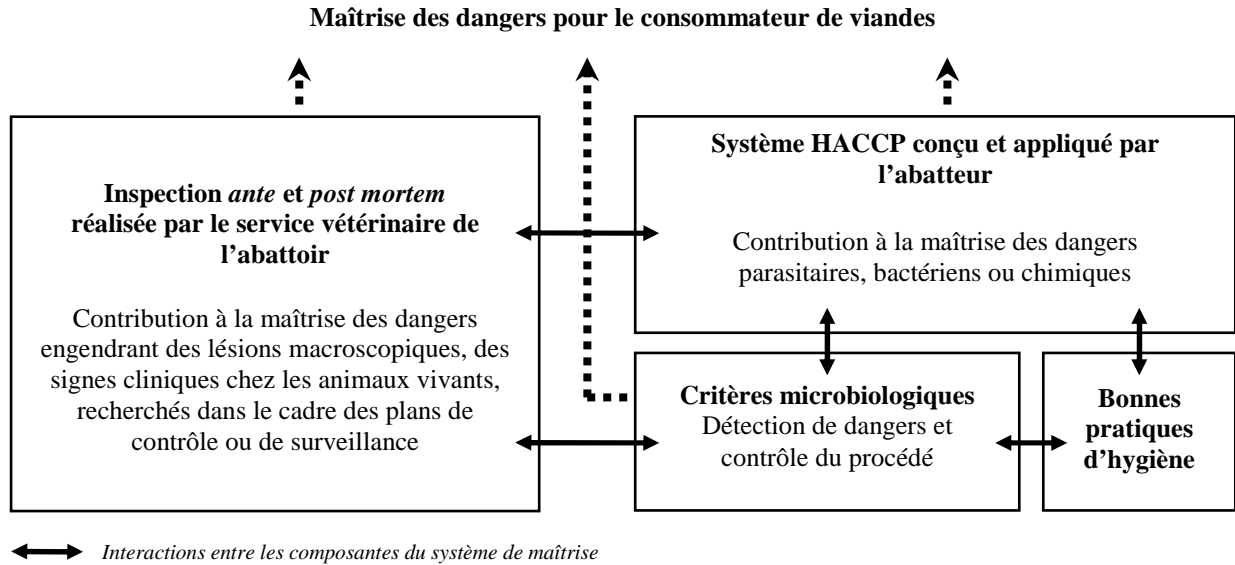 Maîtrise des dangers pour le consommateur de viandes
Inspection ante et post mortem
réalisée par le service vétérinaire de
l’abattoir
Contribution à la maîtrise des dangers
engendrant des lésions macroscopiques, des
signes cliniques chez les animaux vivants,
recherchés dans le cadre des plans de
contrôle ou de surveillance
Système HACCP conçu et appliqué par
l’abatteur
Contribution à la maîtrise des dangers
parasitaires, bactériens ou chimiques
Critères microbiologiques
Détection de dangers et
contrôle du procédé
Bonnes
pratiques
d’hygiène
Interactions entre les composantes du système de maîtrise